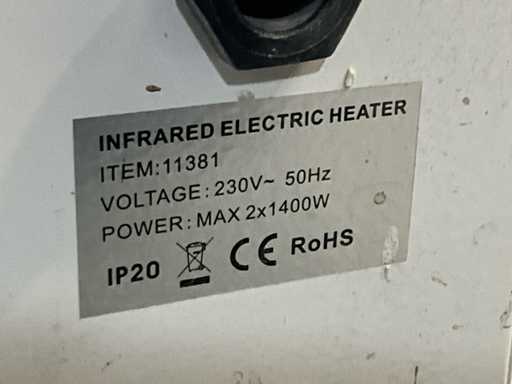 INFRARED ELECTRIC HEATER
ITEM:11381
VOLTAGE: 230V~ 50Hz
POWER: MAX 2x1400W
IP20 CE RoHS